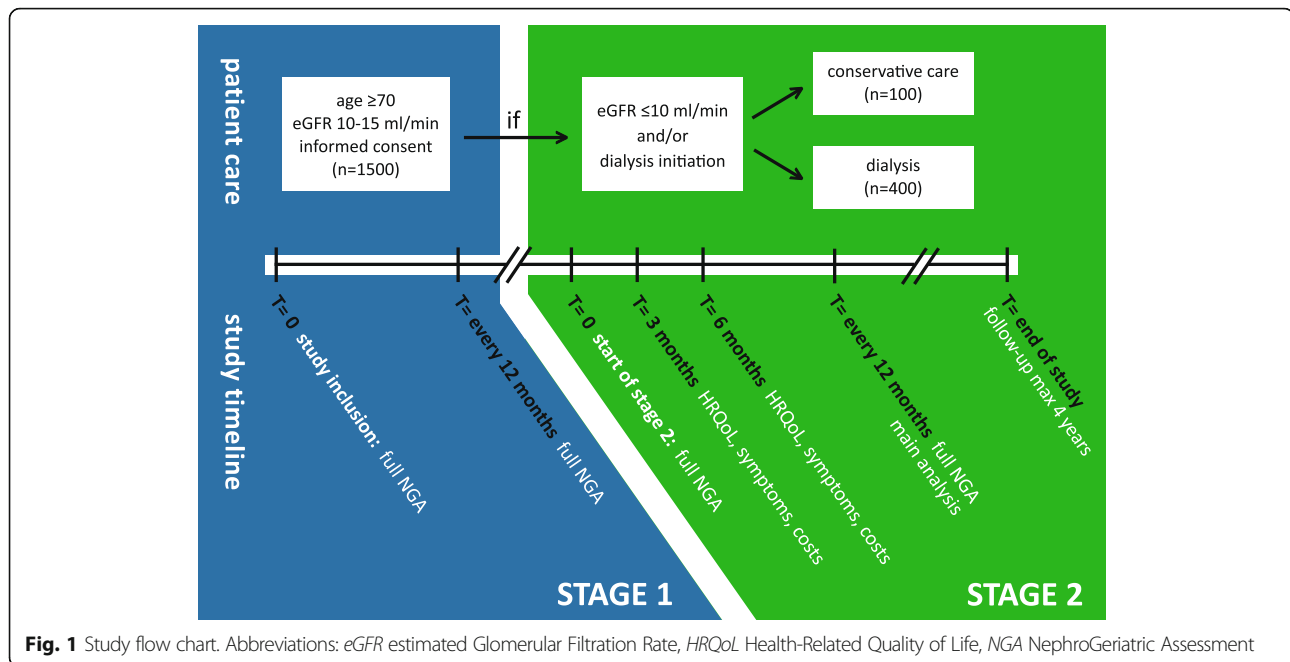 patient care
age ≥70
eGFR 10-15 ml/min
informed consent
(n=1500)
if
eGFR ≤10 ml/min
and/or
dialysis initiation
conservative care
(n=100)
dialysis
(n=400)
study timeline
T= 0 study inclusion: full NGA
T= every 12 months full NGA
T= 0 start of stage 2: full NGA
T= 3 months HRQoL, symptoms, costs
T= 6 months HRQoL, symptoms, costs
T= every 12 months full NGA
main analysis
T= end of study
follow-up max 4 years
STAGE 1
STAGE 2
Fig. 1 Study flow chart. Abbreviations: eGFR estimated Glomerular Filtration Rate, HRQoL Health-Related Quality of Life, NGA NephroGeriatric Assessment